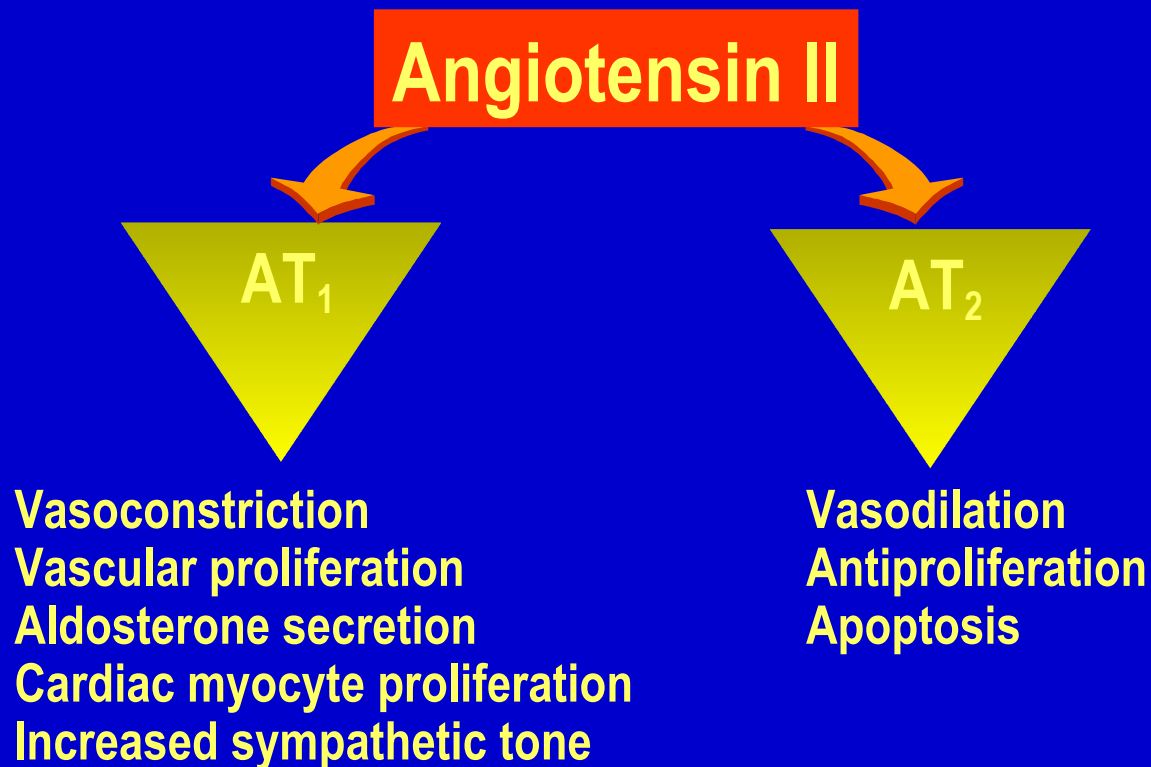 Angiotensin II
AT₁
AT₂
Vasoconstriction
Vascular proliferation
Aldosterone secretion
Cardiac myocyte proliferation
Increased sympathetic tone
Vasodilation
Antiproliferation
Apoptosis